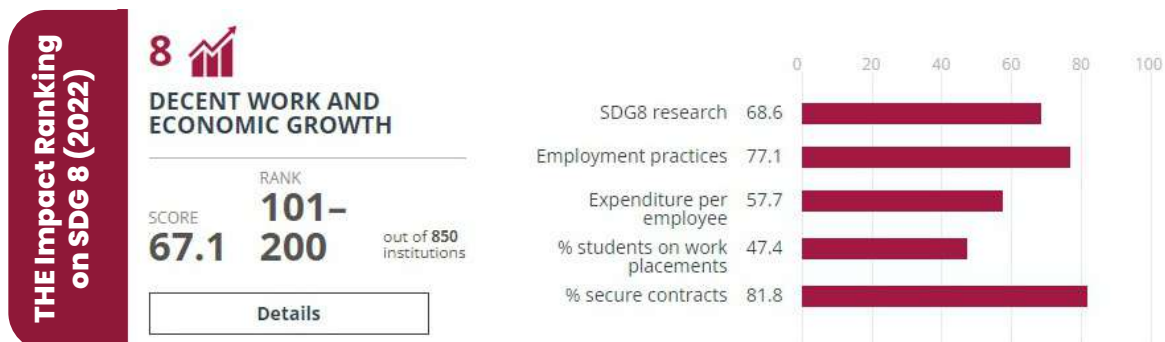 THE Impact Ranking
on SDG 8 (2022)
8
DECENT WORK AND
ECONOMIC GROWTH
SCORE
67.1
RANK
101–
200
out of 850
institutions
Details
0 20 40 60 80 100
SDG8 research 68.6
Employment practices 77.1
Expenditure per 57.7
employee
% students on work 47.4
placements
% secure contracts 81.8